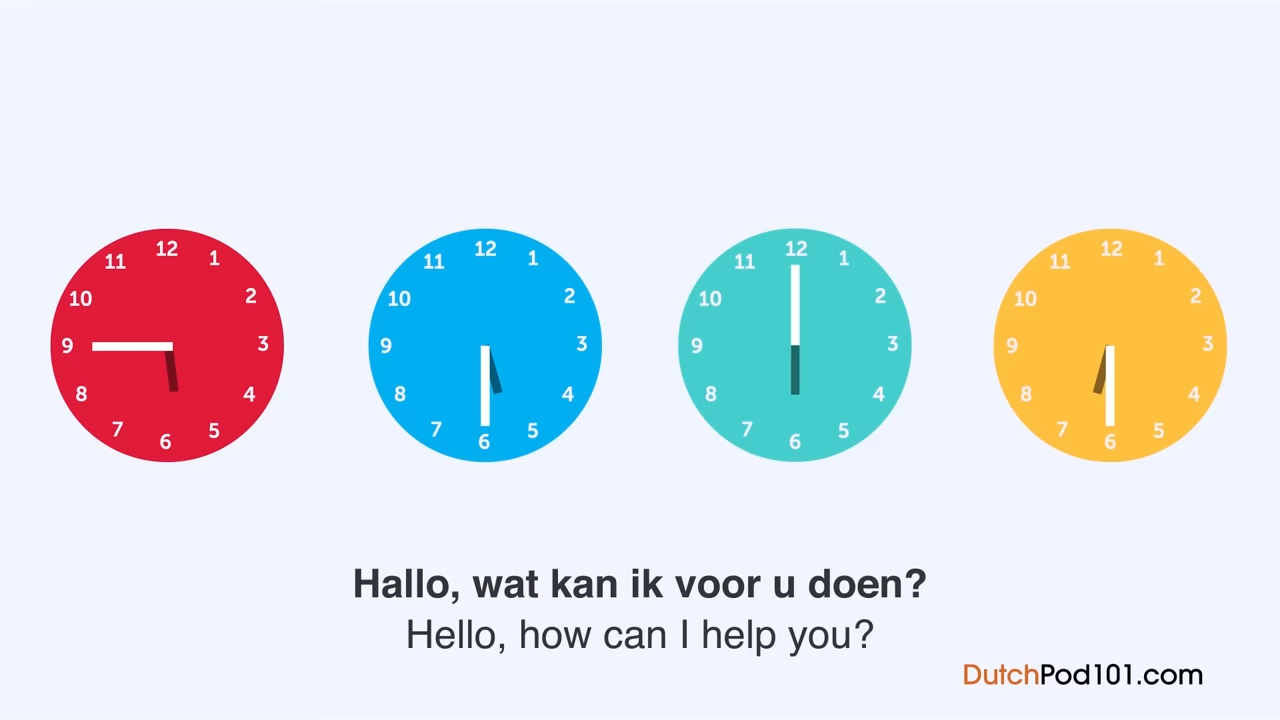 12 1 2 3 4 5 6 7 8 9 10 11
12 1 2 3 4 5 6 7 8 9 10 11
12 1 2 3 4 5 6 7 8 9 10 11
12 1 2 3 4 5 6 7 8 9 10 11
Hallo, wat kan ik voor u doen?
Hello, how can I help you?
DutchPod101.com